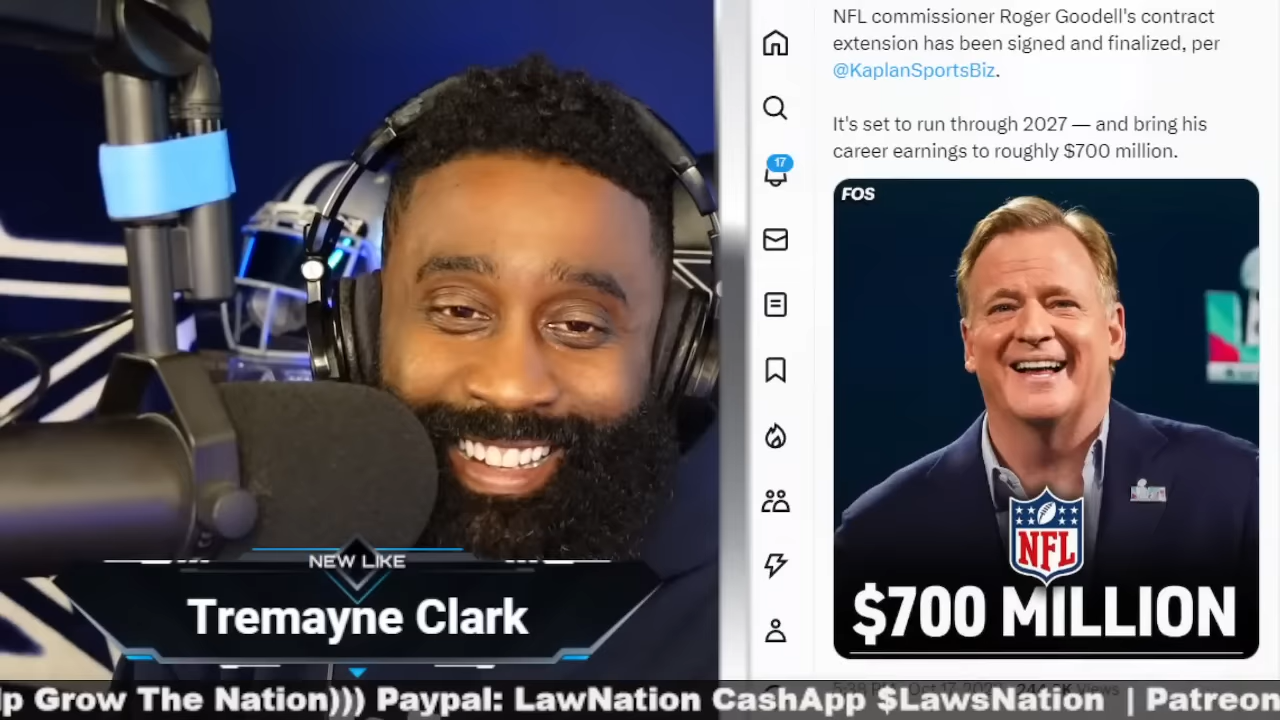 NFL commissioner Roger Goodell's contract
extension has been signed and finalized, per
@KaplanSportsBiz.
It's set to run through 2027 — and bring his
career earnings to roughly $700 million.
17
FOS
NFL
$700 MILLION
NEW LIKE
Tremayne Clark
Grow The Nation))) Paypal: LawNation CashApp $LawsNation | Patreon